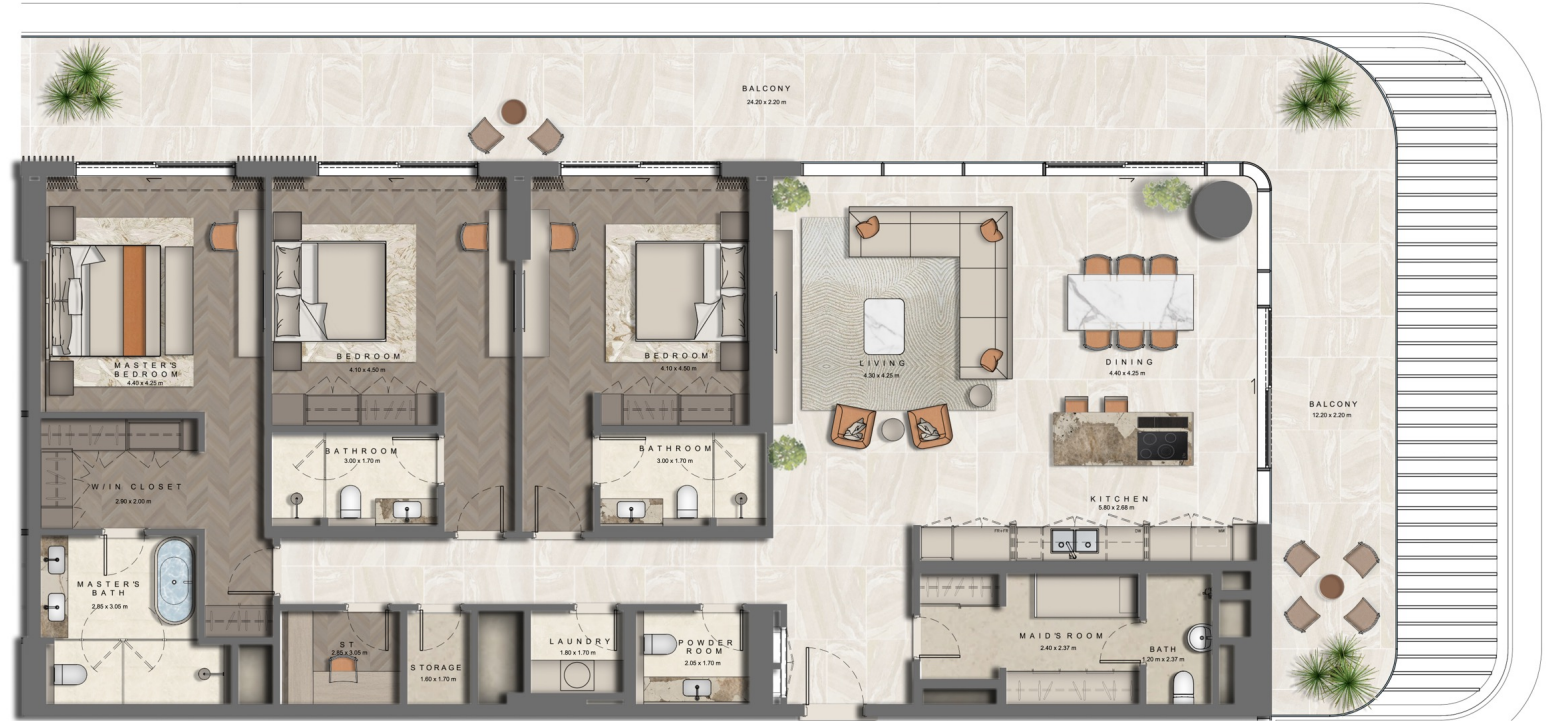 BALCONY
24.20 x 2.20 m
MASTER'S
BEDROOM
4.40 x 4.25 m
BEDROOM
4.10 x 4.50 m
BEDROOM
4.10 x 4.50 m
LIVING
4.30 x 4.25 m
DINING
4.40 x 4.25 m
BALCONY
12.20 x 2.20 m
W/IN CLOSET
2.90 x 2.00 m
BATHROOM
3.00 x 1.70 m
BATHROOM
3.00 x 1.70 m
KITCHEN
5.80 x 2.68 m
MASTER'S
BATH
2.85 x 3.05 m
ST.
2.85 x 3.05 m
STORAGE
1.60 x 1.70 m
LAUNDRY
1.80 x 1.70 m
POWDER
ROOM
2.05 x 1.70 m
MAID'S ROOM
2.40 x 2.37 m
BATH
1.20 m x 2.37 m